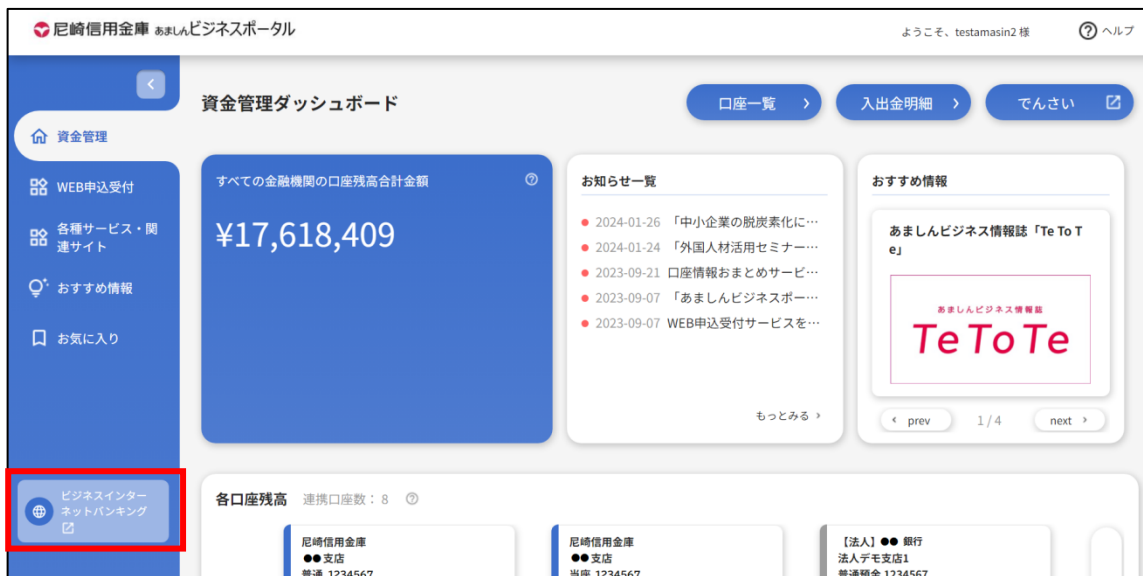 尼崎信用金庫 あましんビジネスポータル
ようこそ、testamasin2 様
ヘルプ
資金管理
WEB申込受付
各種サービス・関
連サイト
おすすめ情報
お気に入り
ビジネスインター
ネットバンキング
資金管理ダッシュボード
口座一覧
入出金明細
でんさい
すべての金融機関の口座残高合計金額
¥17,618,409
お知らせ一覧
2024-01-26 「中小企業の脱炭素化に…
2024-01-24 「外国人材活用セミナー…
2023-09-21 口座情報おまとめサービ…
2023-09-07 「あましんビジネスポー…
2023-09-07 WEB申込受付サービスを…
もっとみる
おすすめ情報
あましんビジネス情報誌「Te To T
e」
あましんビジネス情報誌
Te To Te
prev 1 / 4 next
各口座残高 連携口座数： 8
尼崎信用金庫
●● 支店
普通 1234567
尼崎信用金庫
●● 支店
当座 1234567
【法人】●● 銀行
法人デモ支店1
普通預金 1234567